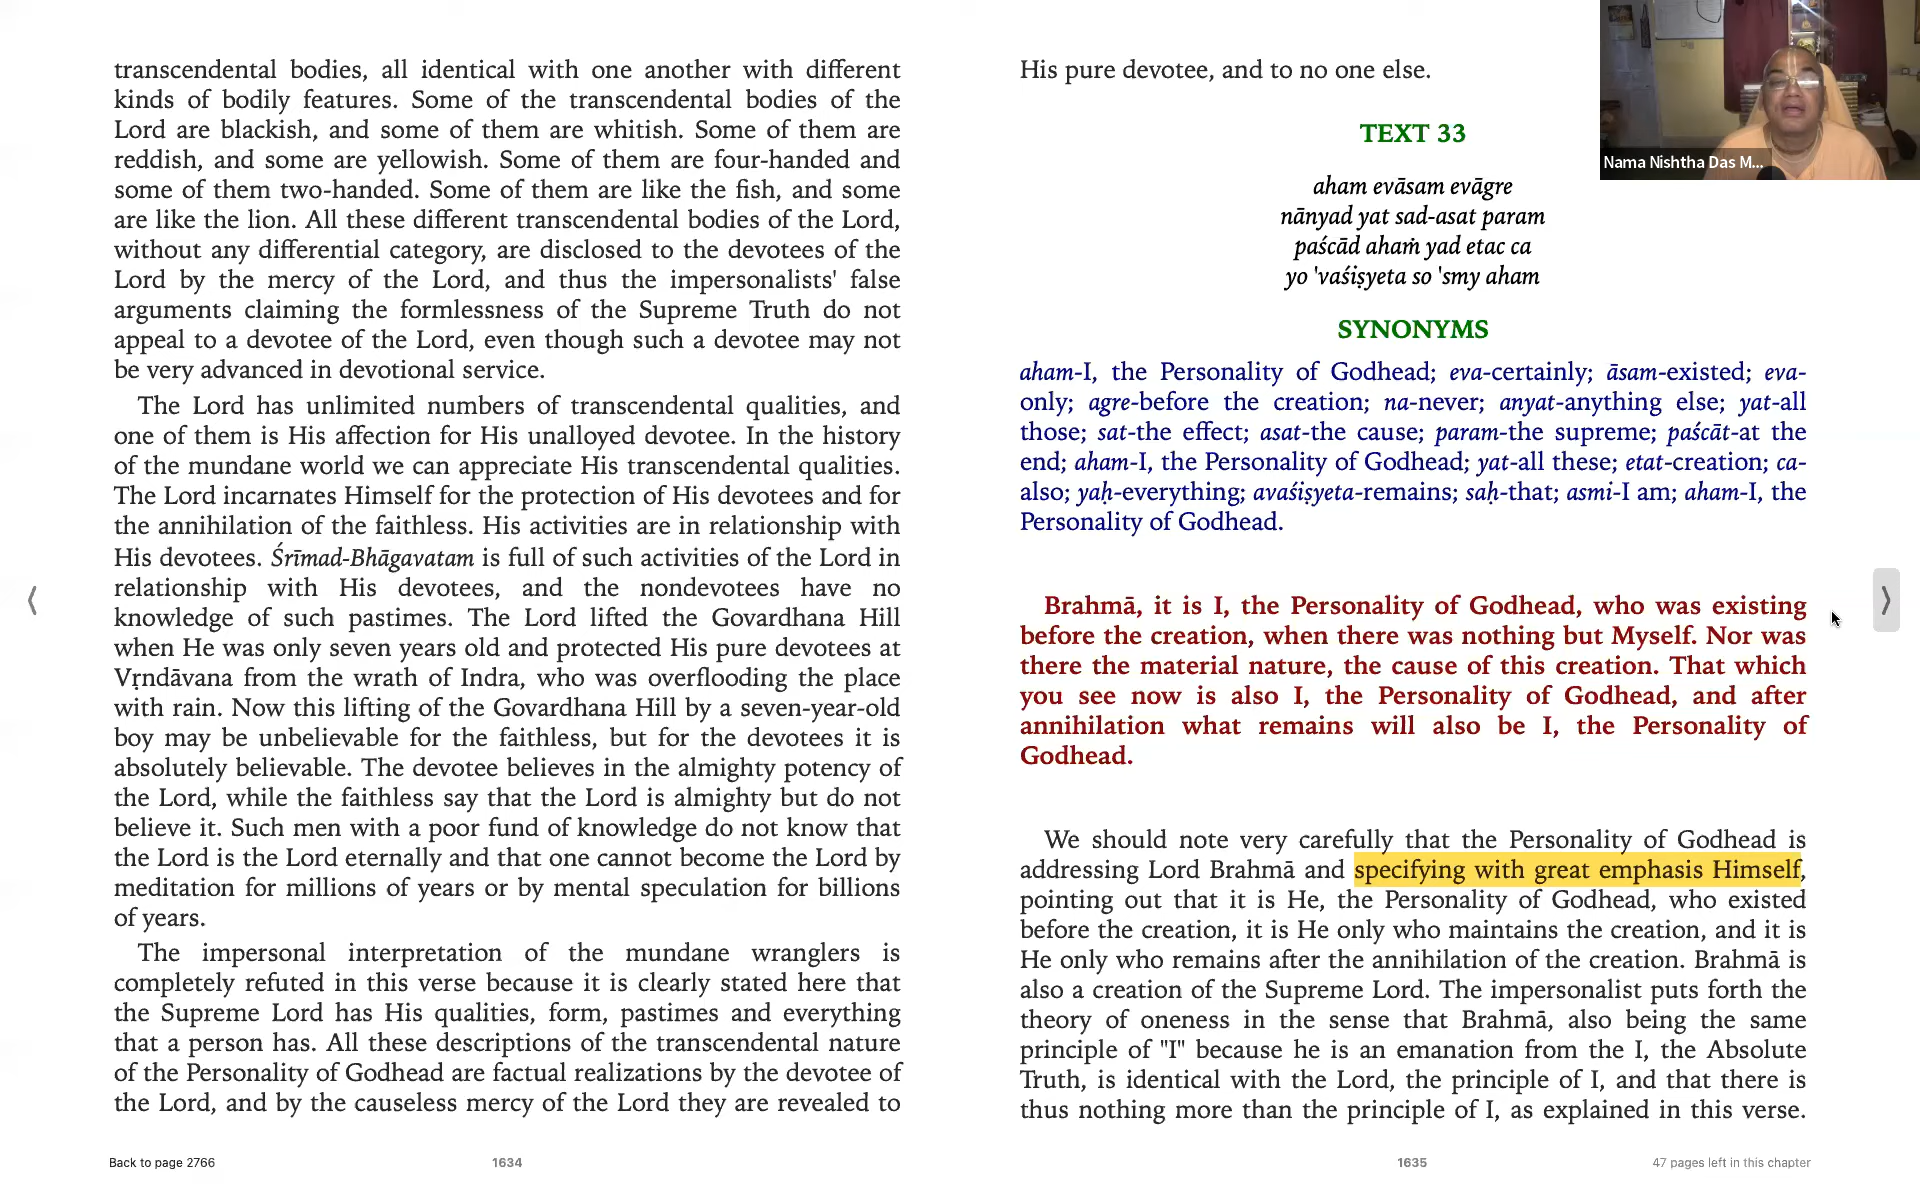 transcendental bodies, all identical with one another with different
kinds of bodily features. Some of the transcendental bodies of the
Lord are blackish, and some of them are whitish. Some of them are
reddish, and some are yellowish. Some of them are four-handed and
some of them two-handed. Some of them are like the fish, and some
are like the lion. All these different transcendental bodies of the Lord,
without any differential category, are disclosed to the devotees of the
Lord by the mercy of the Lord, and thus the impersonalists' false
arguments claiming the formlessness of the Supreme Truth do not
appeal to a devotee of the Lord, even though such a devotee may not
be very advanced in devotional service.
The Lord has unlimited numbers of transcendental qualities, and
one of them is His affection for His unalloyed devotee. In the history
of the mundane world we can appreciate His transcendental qualities.
The Lord incarnates Himself for the protection of His devotees and for
the annihilation of the faithless. His activities are in relationship with
His devotees. Śrīmad-Bhāgavatam is full of such activities of the Lord in
relationship with His devotees, and the nondevotees have no
knowledge of such pastimes. The Lord lifted the Govardhana Hill
when He was only seven years old and protected His pure devotees at
Vṛndāvana from the wrath of Indra, who was overflooding the place
with rain. Now this lifting of the Govardhana Hill by a seven-year-old
boy may be unbelievable for the faithless, but for the devotees it is
absolutely believable. The devotee believes in the almighty potency of
the Lord, while the faithless say that the Lord is almighty but do not
believe it. Such men with a poor fund of knowledge do not know that
the Lord is the Lord eternally and that one cannot become the Lord by
meditation for millions of years or by mental speculation for billions
of years.
The impersonal interpretation of the mundane wranglers is
completely refuted in this verse because it is clearly stated here that
the Supreme Lord has His qualities, form, pastimes and everything
that a person has. All these descriptions of the transcendental nature
of the Personality of Godhead are factual realizations by the devotee of
the Lord, and by the causeless mercy of the Lord they are revealed to
Back to page 2766
1634
His pure devotee, and to no one else.
TEXT 33
aham evāsam evāgre
nānyad yat sad-asat param
paścād ahaṁ yad etac ca
yo 'vaśiṣyeta so 'smy aham
SYNONYMS
aham-I, the Personality of Godhead; eva-certainly; āsam-existed; eva-
only; agre-before the creation; na-never; anyat-anything else; yat-all
those; sat-the effect; asat-the cause; param-the supreme; paścāt-at the
end; aham-I, the Personality of Godhead; yat-all these; etat-creation; ca-
also; yaḥ-everything; avaśiṣyeta-remains; saḥ-that; asmi-I am; aham-I, the
Personality of Godhead.
Brahmā, it is I, the Personality of Godhead, who was existing
before the creation, when there was nothing but Myself. Nor was
there the material nature, the cause of this creation. That which
you see now is also I, the Personality of Godhead, and after
annihilation what remains will also be I, the Personality of
Godhead.
We should note very carefully that the Personality of Godhead is
addressing Lord Brahmā and specifying with great emphasis Himself,
pointing out that it is He, the Personality of Godhead, who existed
before the creation, it is He only who maintains the creation, and it is
He only who remains after the annihilation of the creation. Brahmā is
also a creation of the Supreme Lord. The impersonalist puts forth the
theory of oneness in the sense that Brahmā, also being the same
principle of "I" because he is an emanation from the I, the Absolute
Truth, is identical with the Lord, the principle of I, and that there is
thus nothing more than the principle of I, as explained in this verse.
1635
47 pages left in this chapter
Nama Nishtha Das M...